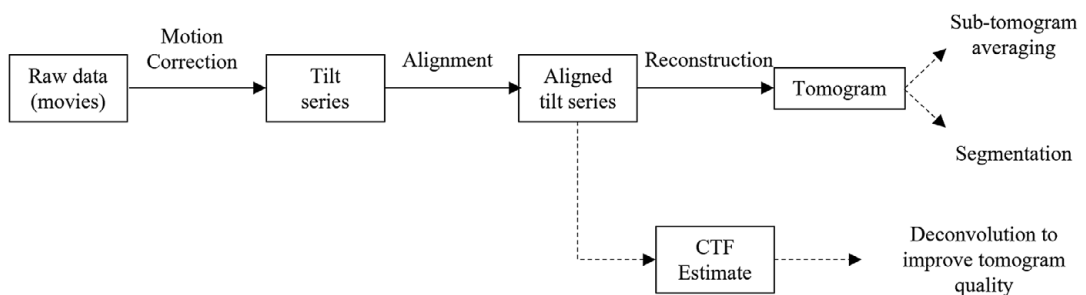 Raw data
(movies)
Motion
Correction
Tilt
series
Alignment
Aligned
tilt series
Reconstruction
Tomogram
Sub-tomogram
averaging
Segmentation
CTF
Estimate
Deconvolution to
improve tomogram
quality